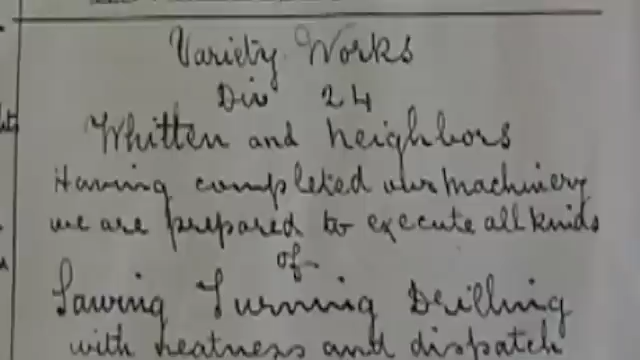 Variety Works
Div 24
Whitten and neighbors
Having completed our machinery
we are prepared to execute all kinds
of
Sawing Turning Drilling
with neatness and dispatch